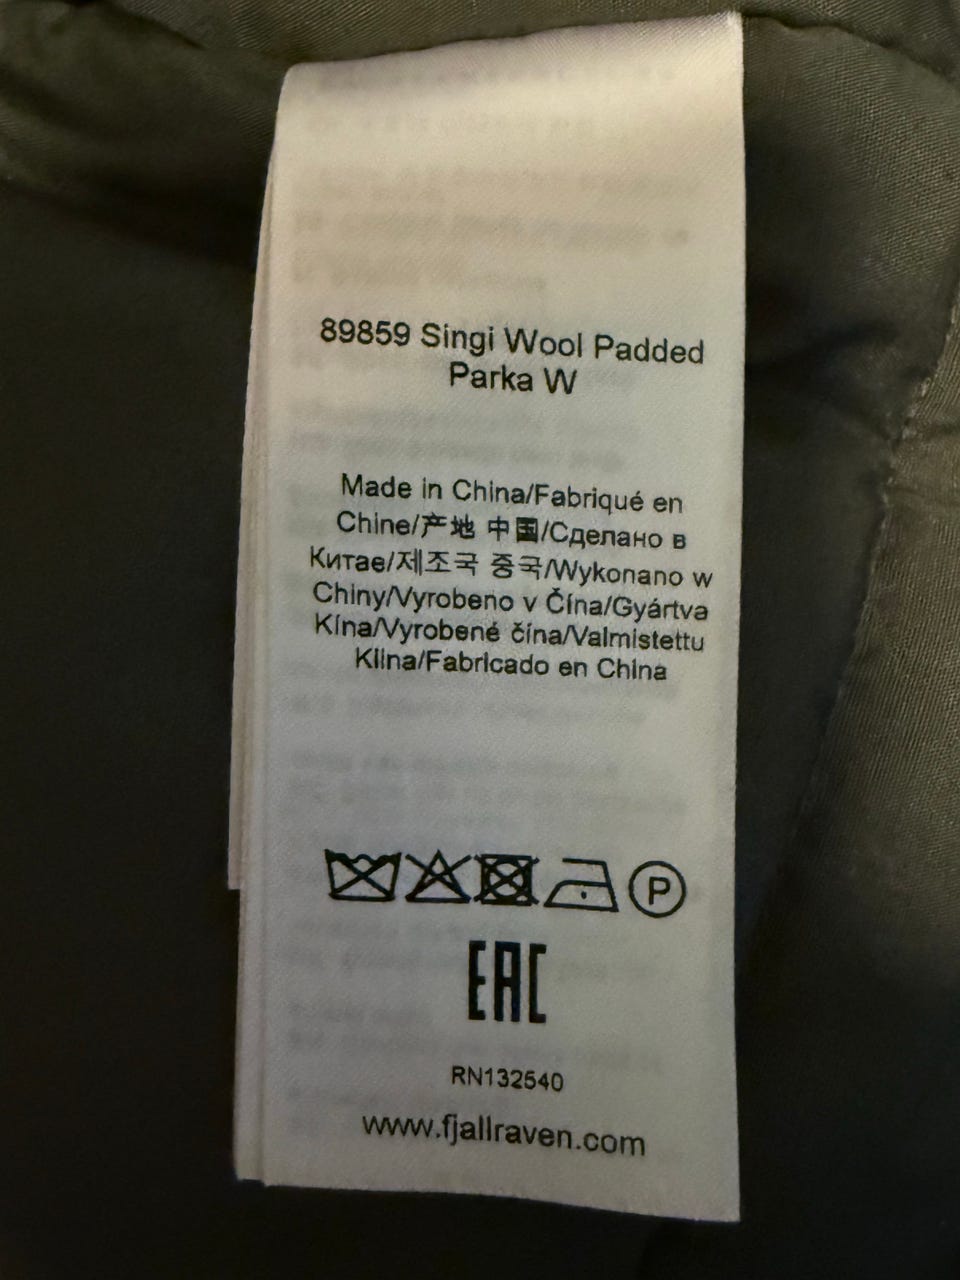 89859 Singi Wool Padded
Parka W
Made in China/Fabriqué en
Chine/产地 中国/Сделано в
Китае/제조국 중국/Wykonano w
Chiny/Vyrobeno v Čína/Gyártva
Kína/Vyrobené čína/Valmistettu
Kiina/Fabricado en China
P
EAC
RN132540
www.fjallraven.com